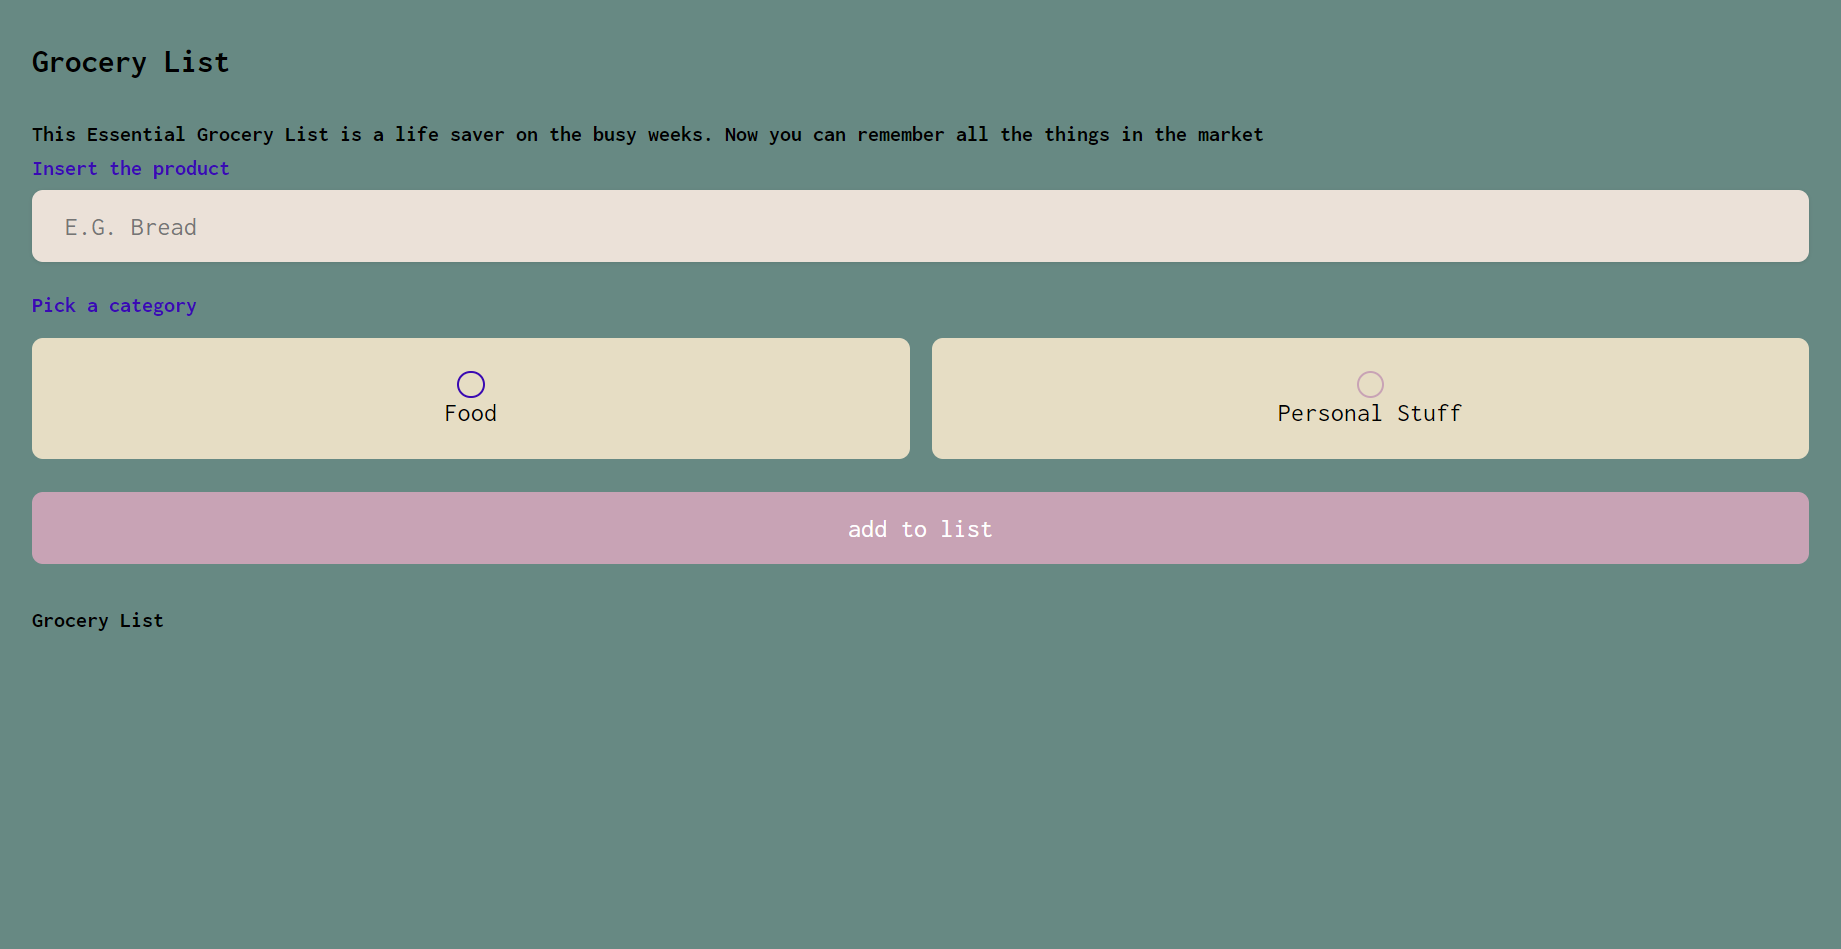 Grocery List
This Essential Grocery List is a life saver on the busy weeks. Now you can remember all the things in the market
Insert the product
E.G. Bread
Pick a category
Food
Personal Stuff
add to list
Grocery List